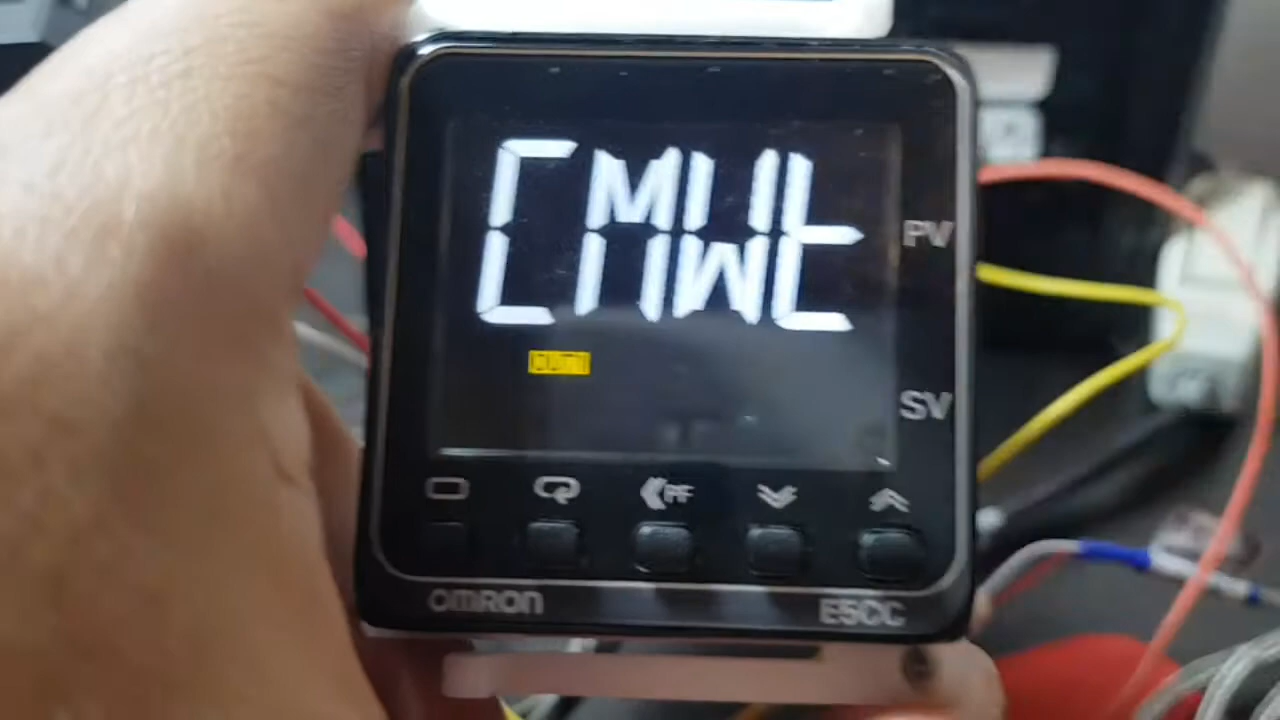 CMWt
PV
OUT1
SV
PF
OMRON
E5CC